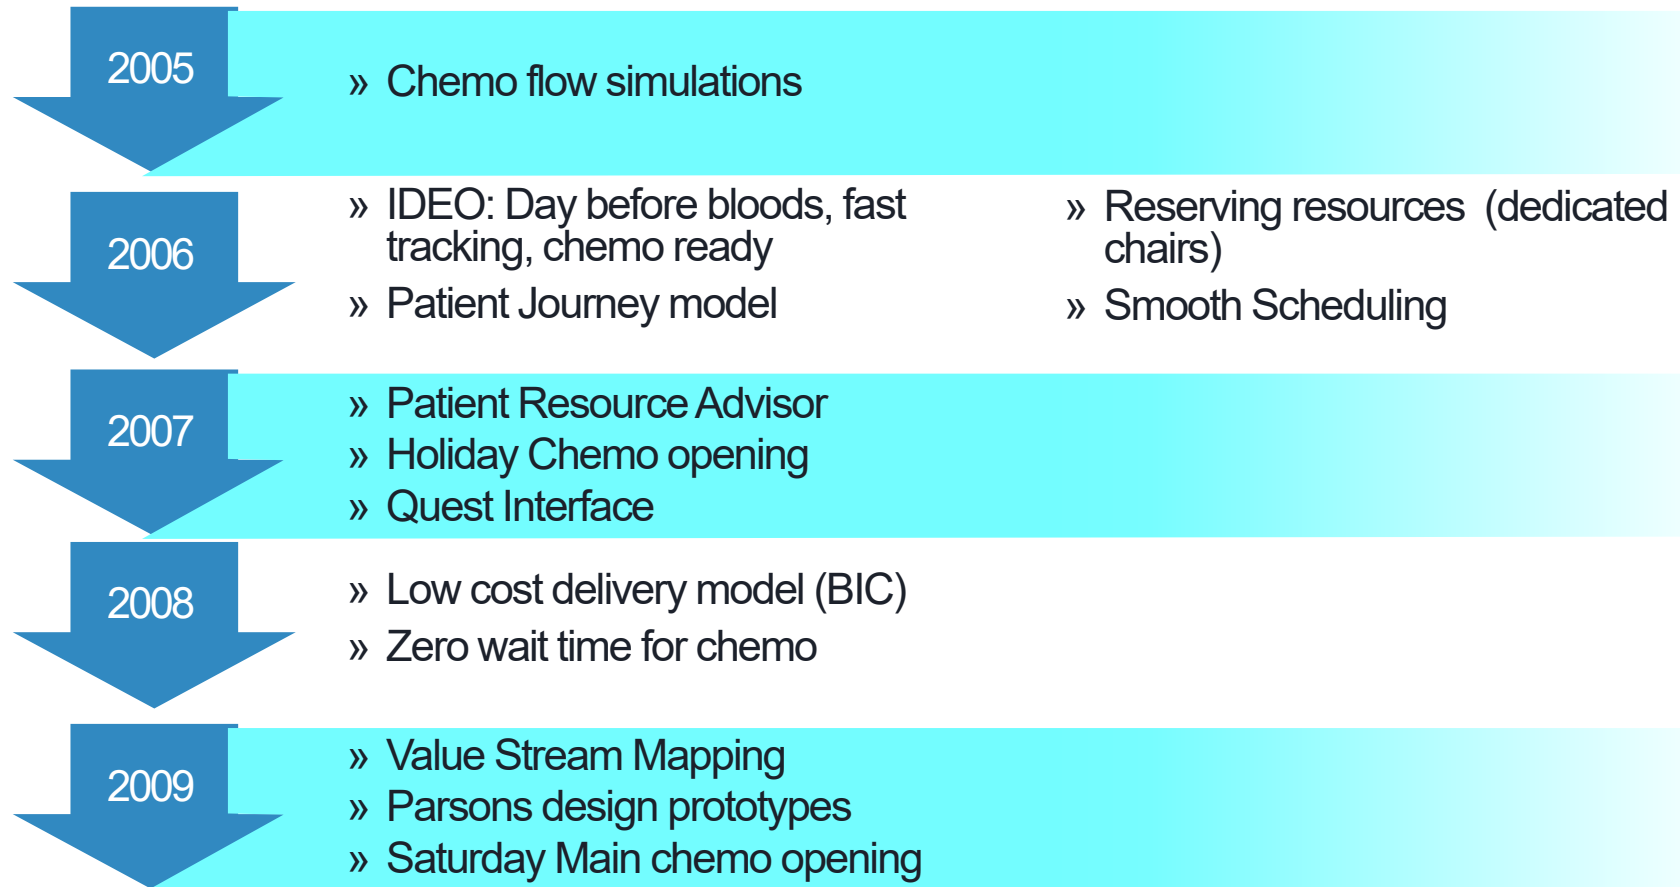 2005
» Chemo flow simulations
2006
» IDEO: Day before bloods, fast
tracking, chemo ready
» Patient Journey model
» Reserving resources  (dedicated
chairs)
» Smooth Scheduling
2007
» Patient Resource Advisor
» Holiday Chemo opening
» Quest Interface
2008
» Low cost delivery model (BIC)
» Zero wait time for chemo
2009
» Value Stream Mapping
» Parsons design prototypes
» Saturday Main chemo opening